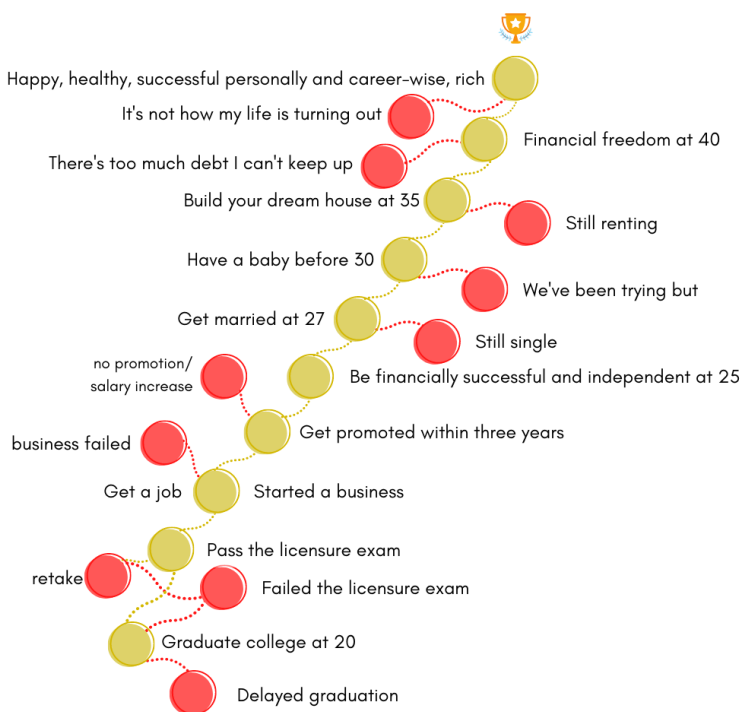 Happy, healthy, successful personally and career-wise, rich
It's not how my life is turning out
Financial freedom at 40
There's too much debt I can't keep up
Build your dream house at 35
Still renting
Have a baby before 30
We've been trying but
Get married at 27
Still single
no promotion/
salary increase
Be financially successful and independent at 25
Get promoted within three years
business failed
Get a job
Started a business
Pass the licensure exam
retake
Failed the licensure exam
Graduate college at 20
Delayed graduation